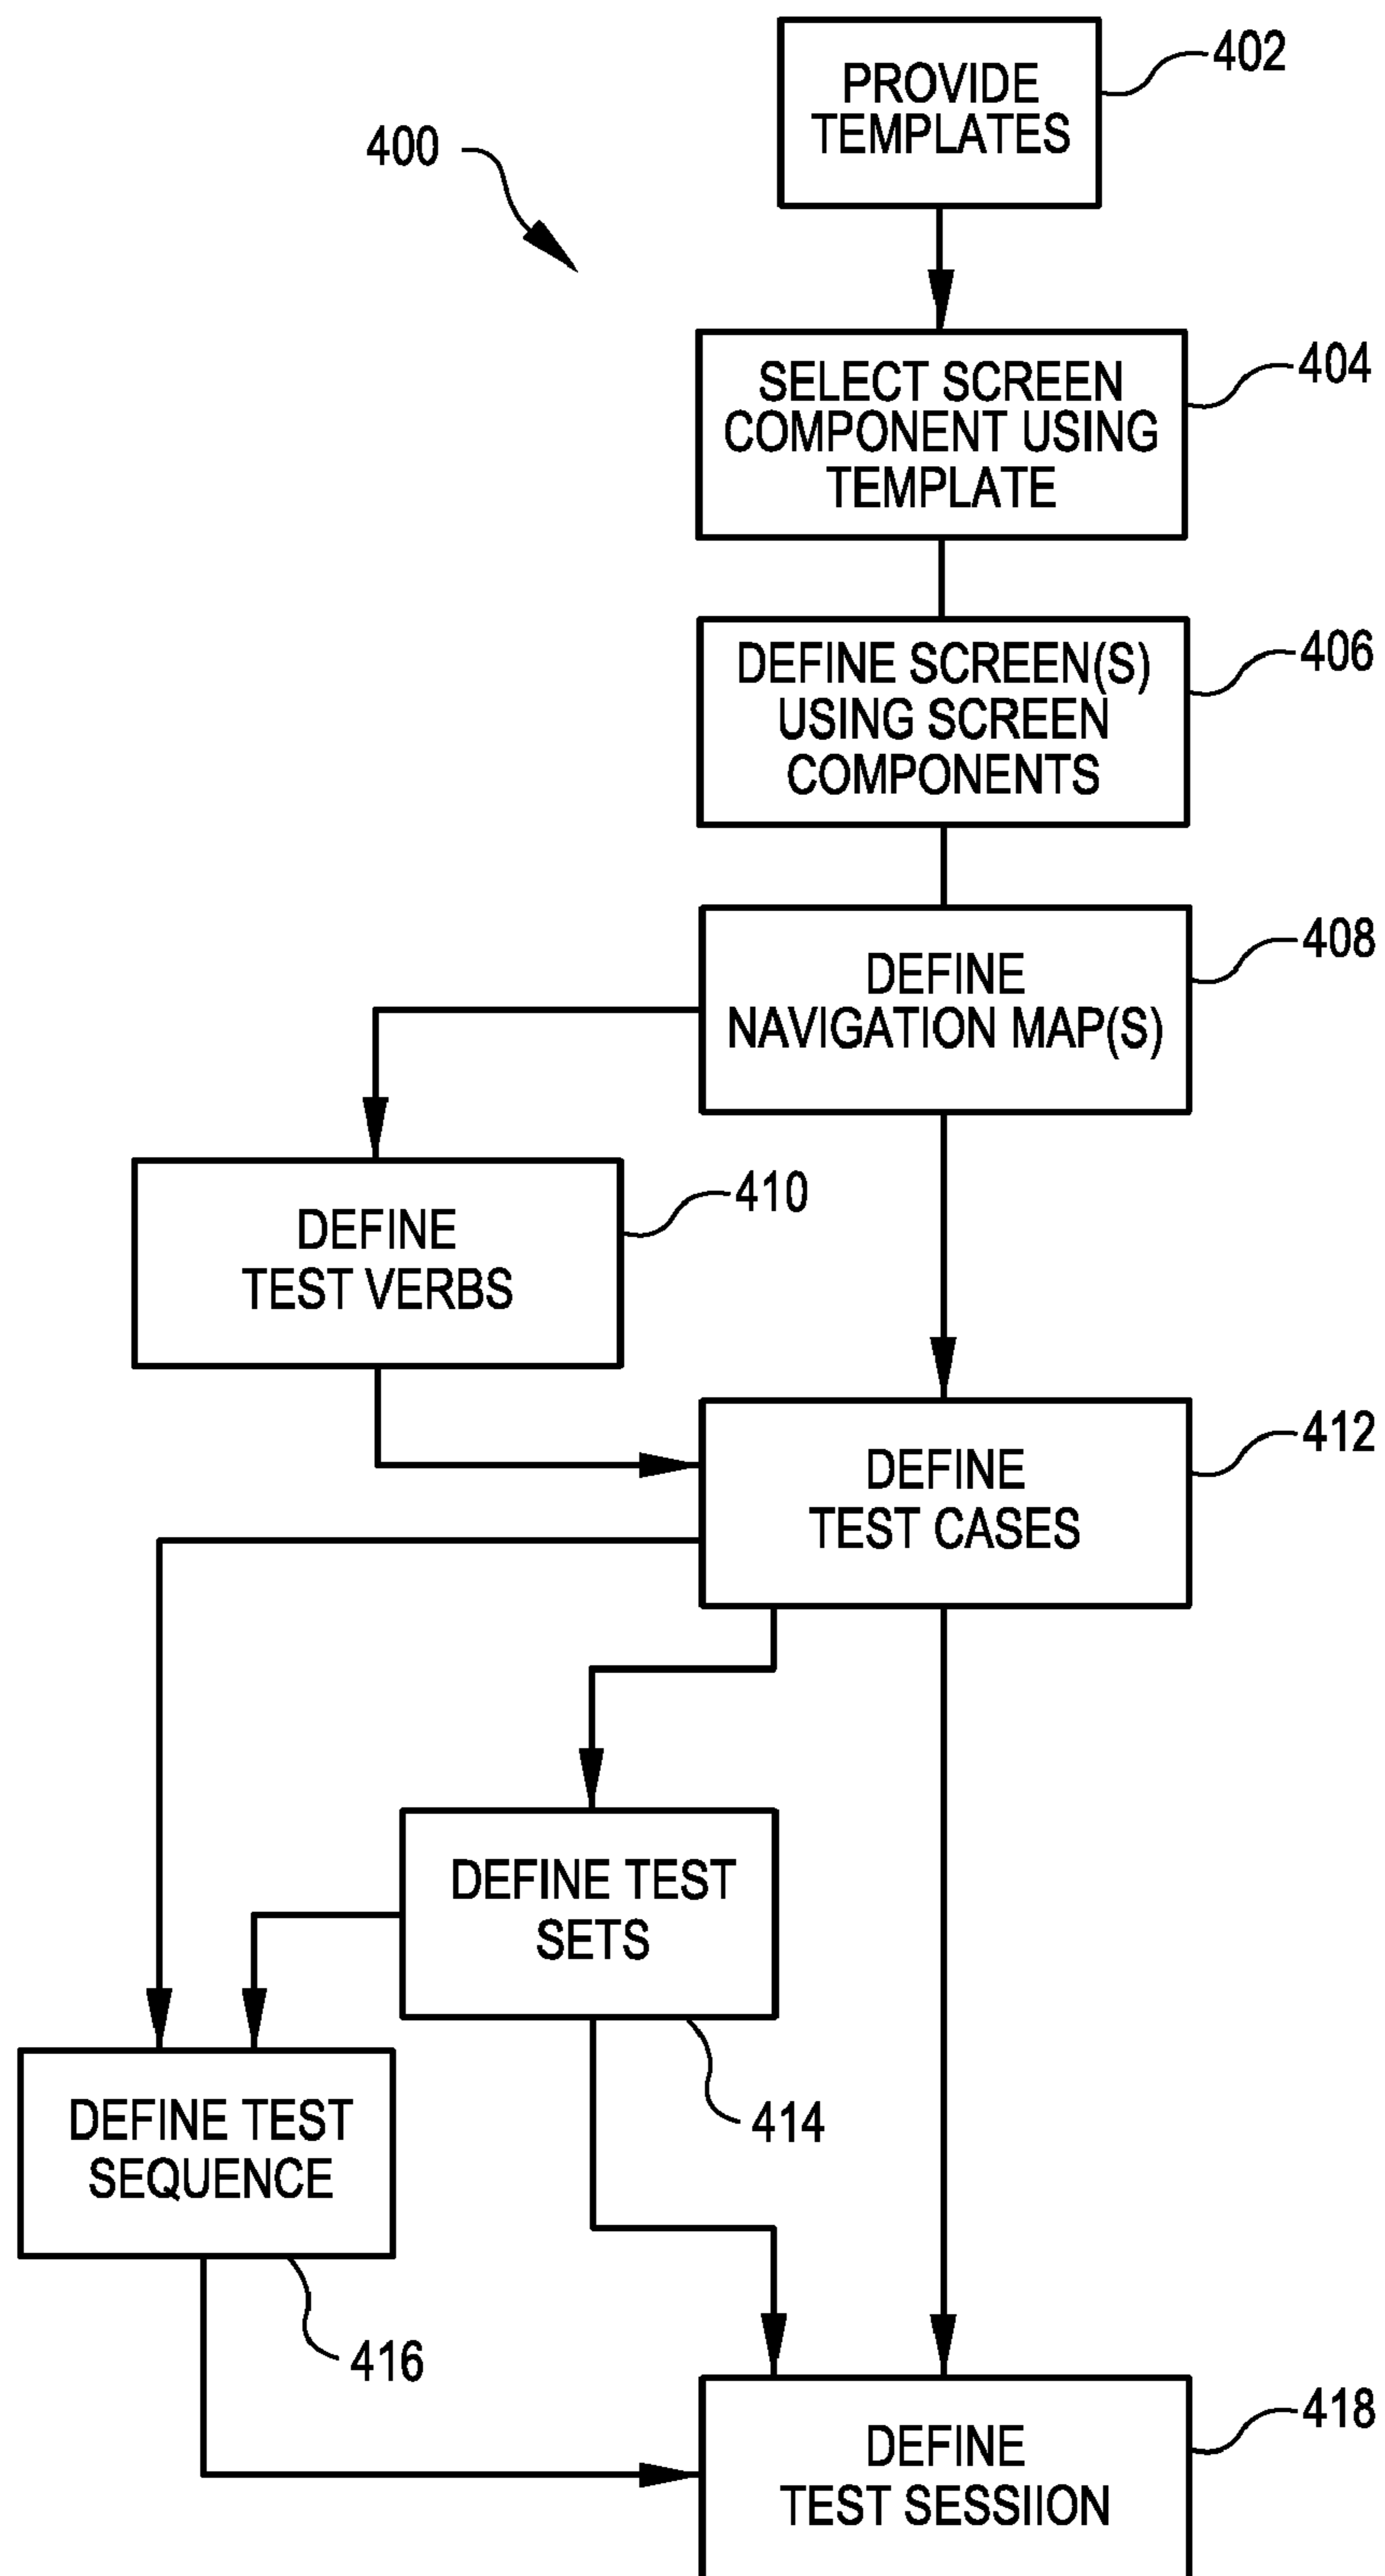 402
PROVIDE
TEMPLATES
400
404
SELECT SCREEN
COMPONENT USING
TEMPLATE
406
DEFINE SCREEN(S)
USING SCREEN
COMPONENTS
408
DEFINE
NAVIGATION MAP(S)
410
DEFINE
TEST VERBS
412
DEFINE
TEST CASES
DEFINE TEST
SETS
414
DEFINE TEST
SEQUENCE
416
418
DEFINE
TEST SESIION